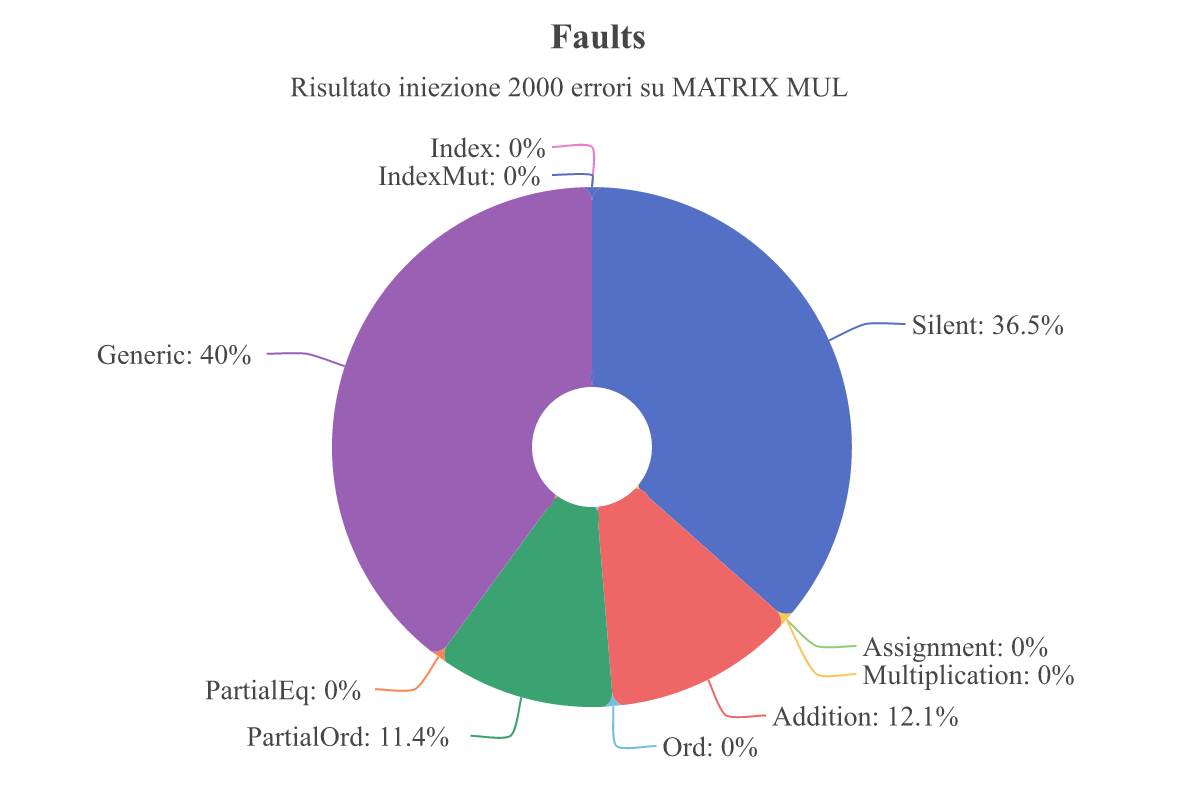 Faults
Risultato iniezione 2000 errori su MATRIX MUL
Index: 0%
IndexMut: 0%
Silent: 36.5%
Generic: 40%
Assignment: 0%
Multiplication: 0%
PartialEq: 0%
Addition: 12.1%
PartialOrd: 11.4%
Ord: 0%